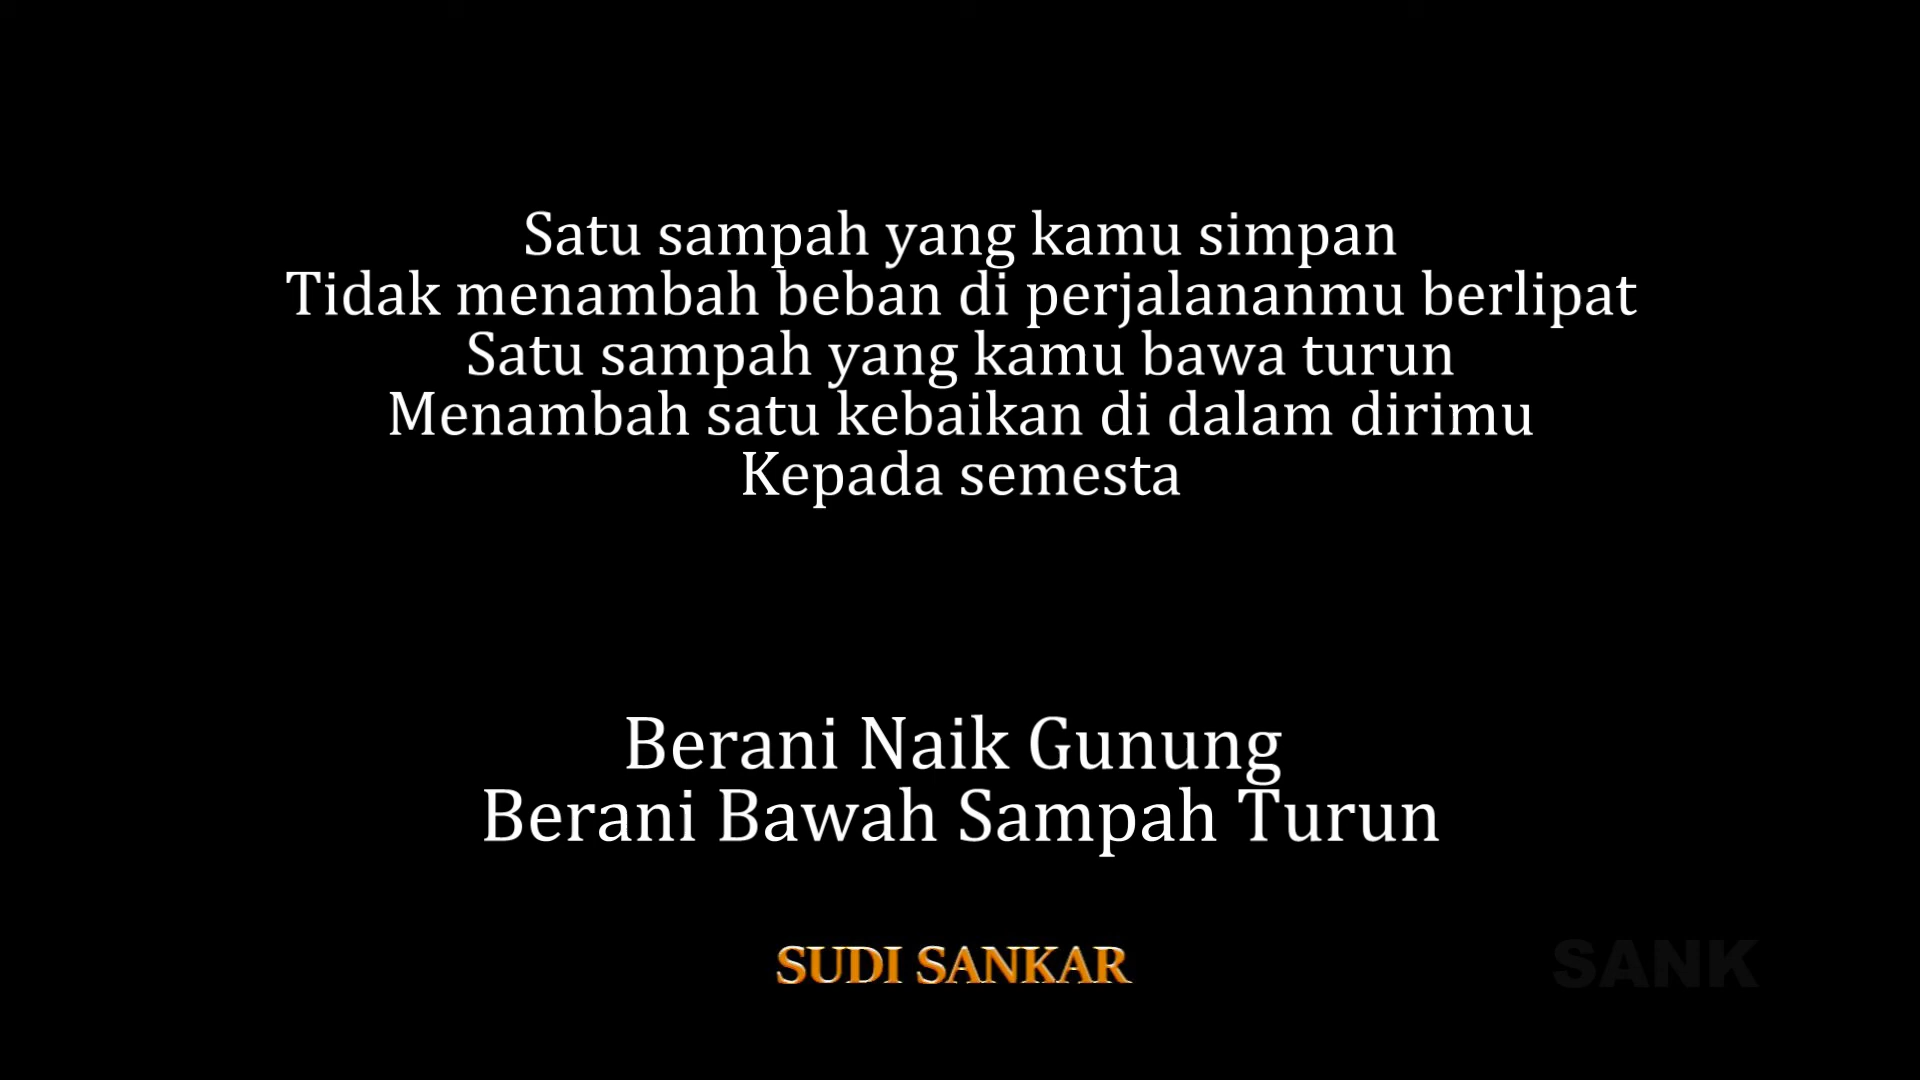 Satu sampah yang kamu simpan
Tidak menambah beban di perjalananmu berlipat
Satu sampah yang kamu bawa turun
Menambah satu kebaikan di dalam dirimu
Kepada semesta
Berani Naik Gunung
Berani Bawah Sampah Turun
SUDI SANKAR
SANK